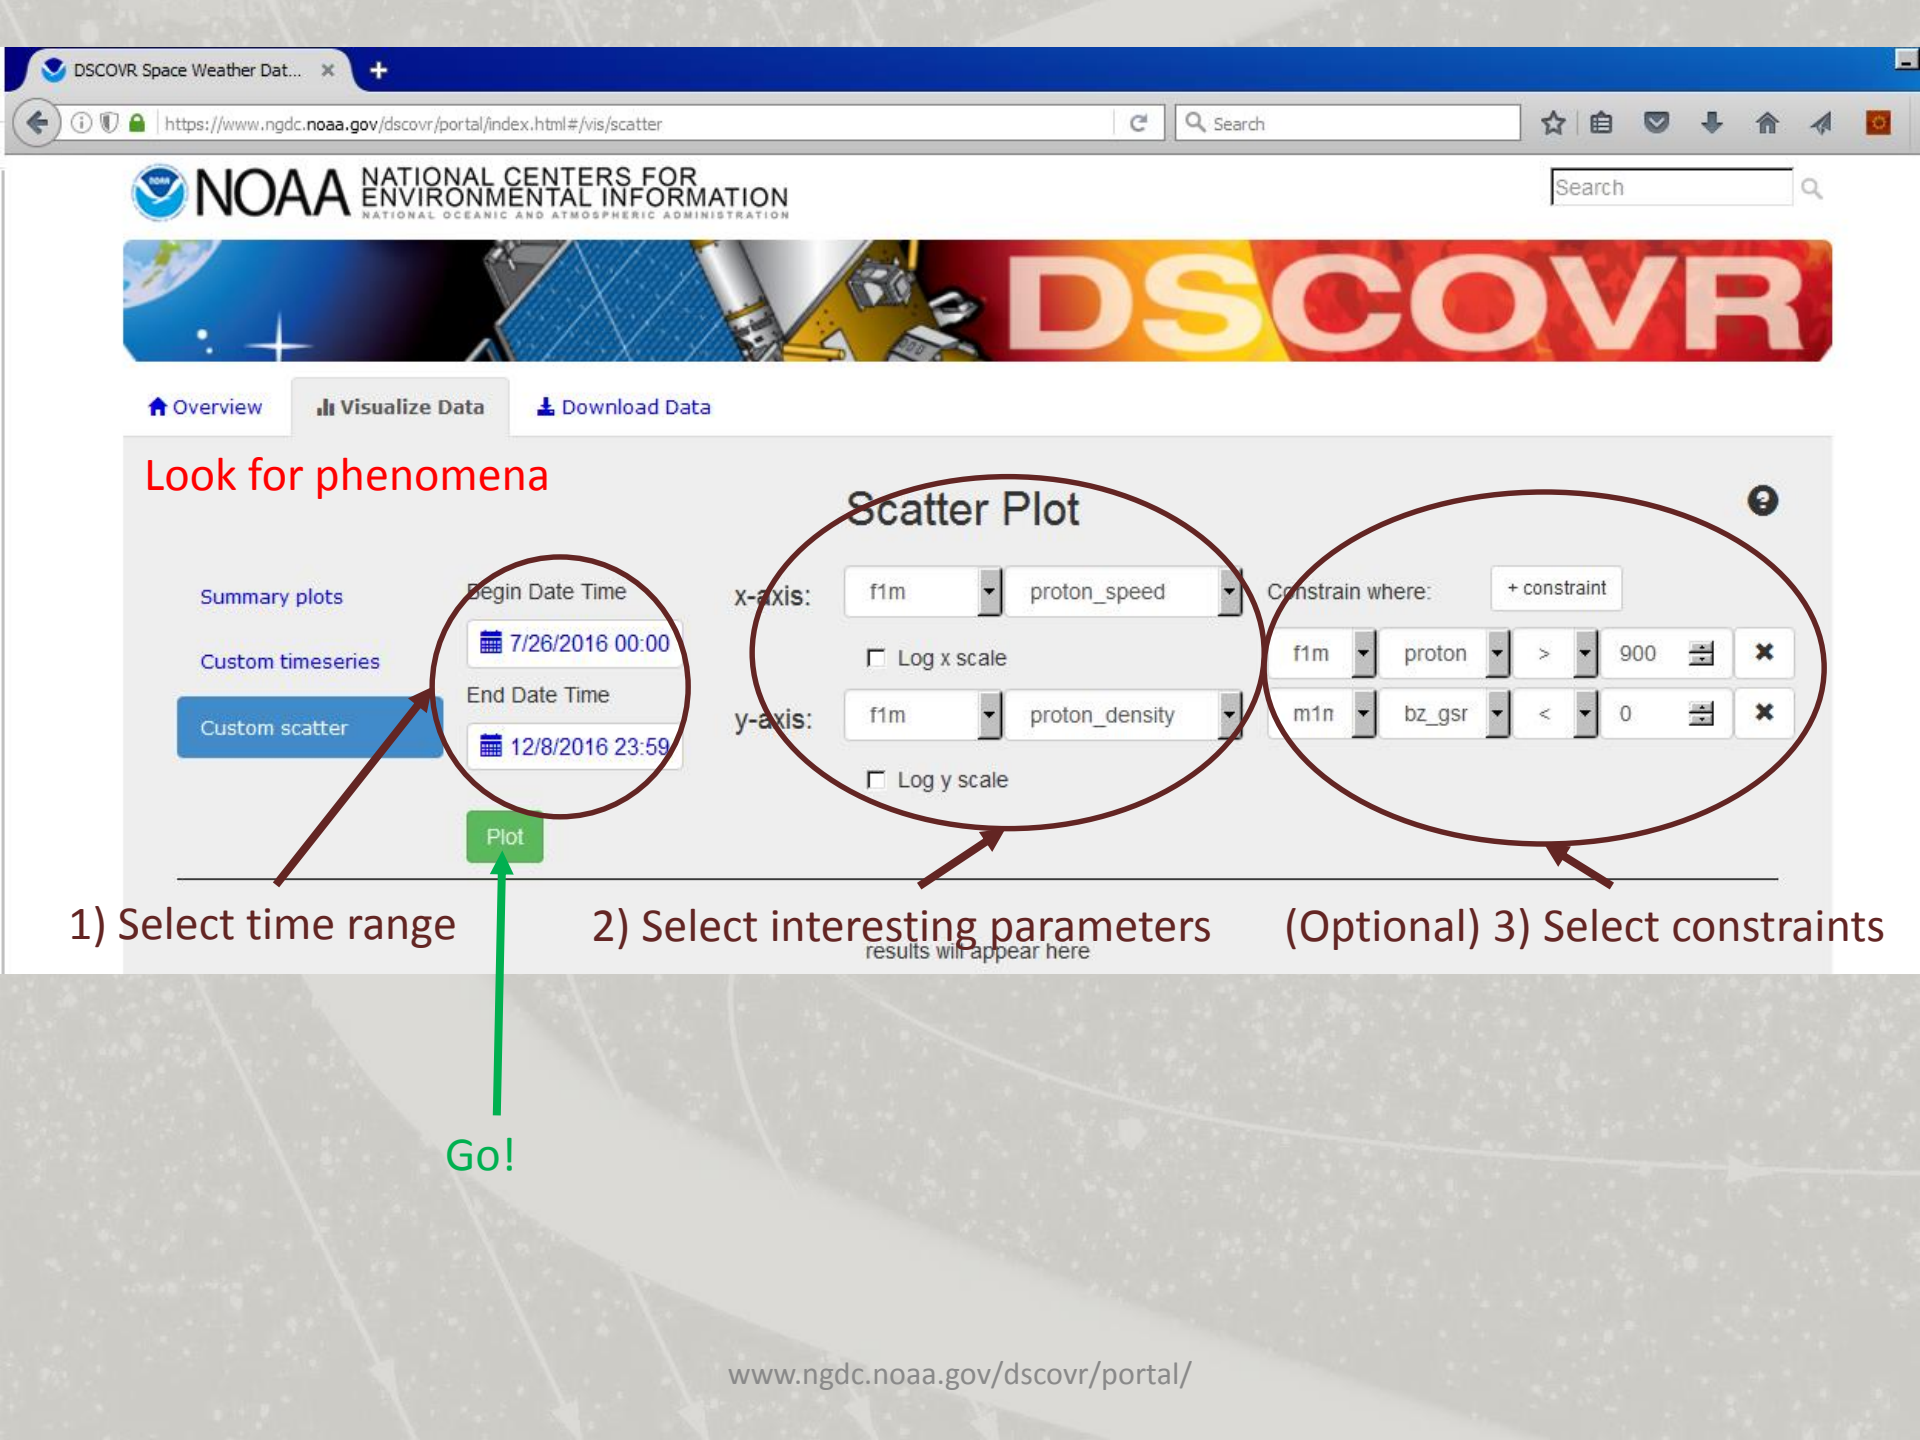 DSCOVR Space Weather Dat...
https://www.ngdc.noaa.gov/dscovr/portal/index.html#/vis/scatter
Search
NOAA NATIONAL CENTERS FOR
ENVIRONMENTAL INFORMATION
NATIONAL OCEANIC AND ATMOSPHERIC ADMINISTRATION
Search
DSCOVR
Overview
Visualize Data
Download Data
Look for phenomena
Scatter Plot
Summary plots
Custom timeseries
Custom scatter
Begin Date Time
7/26/2016 00:00
End Date Time
12/8/2016 23:59
Plot
x-axis: f1m proton_speed
Log x scale
y-axis: f1m proton_density
Log y scale
Constrain where: + constraint
f1m proton > 900
m1m bz_gsr < 0
1) Select time range
2) Select interesting parameters
(Optional) 3) Select constraints
results will appear here
Go!
www.ngdc.noaa.gov/dscovr/portal/